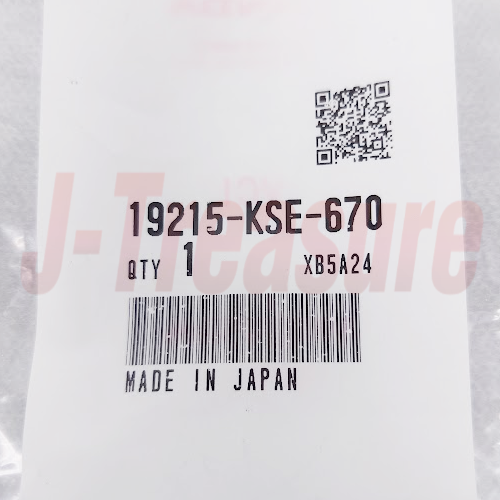 19215-KSE-670
QTY 1 XB5A24
MADE IN JAPAN
J-Treasure